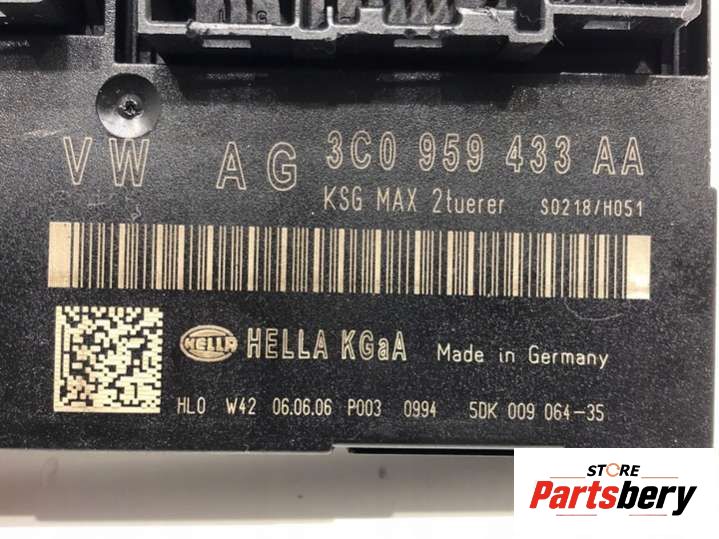 VW AG 3C0 959 433 AA
KSG MAX 2tuerer S0218/H051
HELLA HELLA KGaA Made in Germany
HLO W42 06.06.06 P003 0994 5DK 009 064-35
STORE
Partsbery